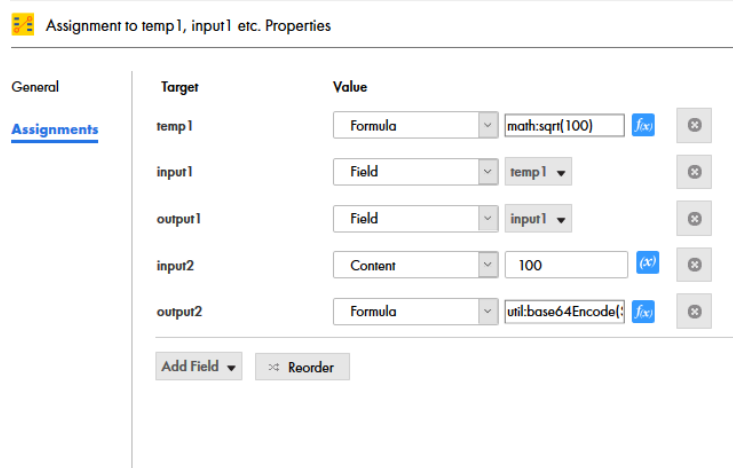 Assignment to temp1, input1 etc. Properties
General
Assignments
Target Value
temp1 Formula math:sqrt(100) f(x)
input1 Field temp1
output1 Field input1
input2 Content 100 (x)
output2 Formula util:base64Encode( f(x)
Add Field Reorder